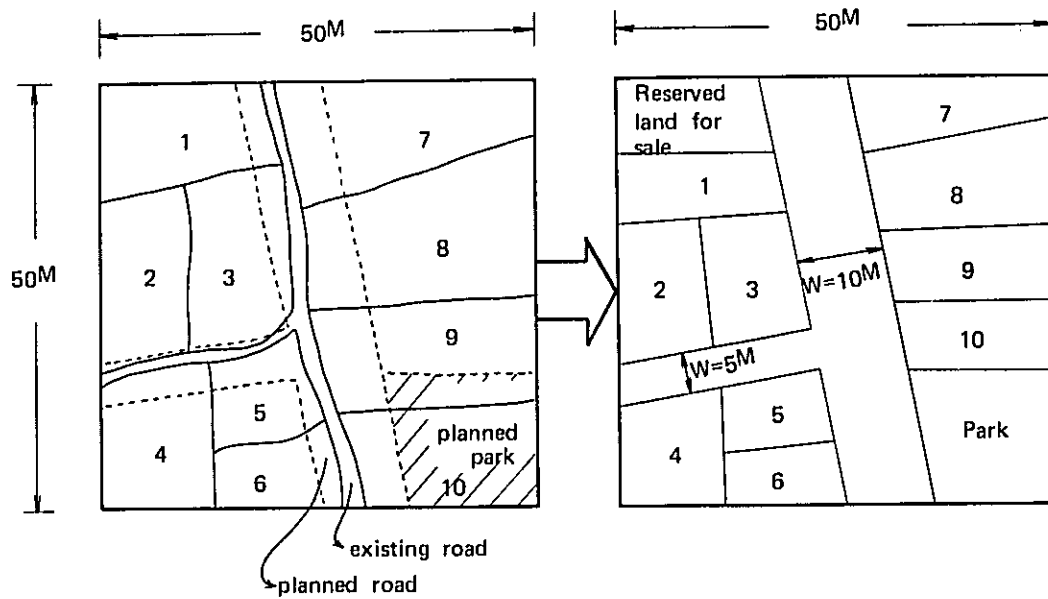 50M
50M
1
2
3
4
5
6
7
8
9
planned
park
10
50M
existing road
planned road
Reserved
land for
sale
1
2
3
4
5
6
7
8
9
10
W=10M
W=5M
Park